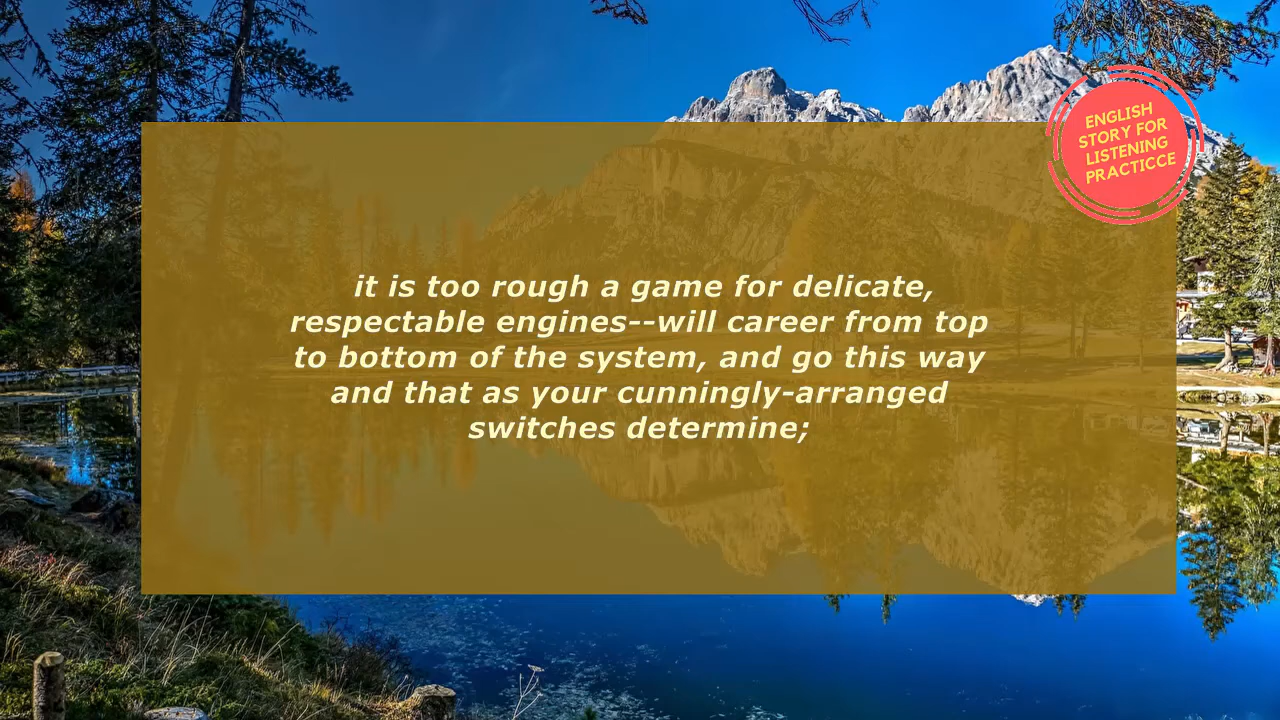 ENGLISH
STORY FOR
LISTENING
PRACTICCE
it is too rough a game for delicate,
respectable engines--will career from top
to bottom of the system, and go this way
and that as your cunningly-arranged
switches determine;